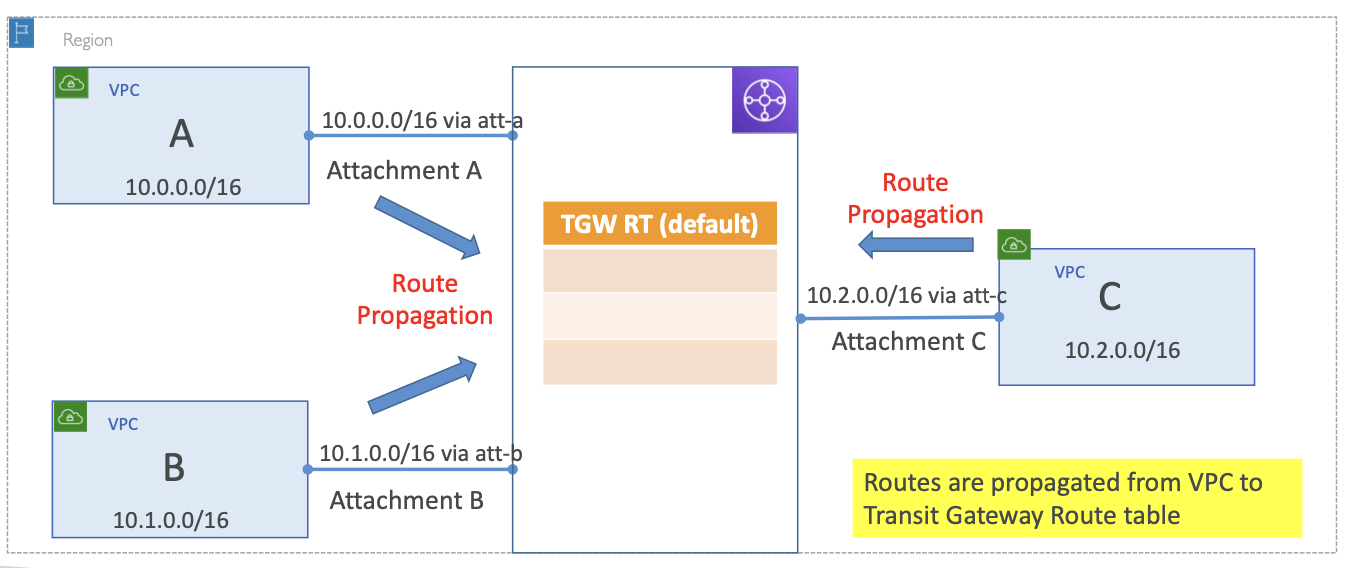 Region
VPC
A
10.0.0.0/16
10.0.0.0/16 via att-a
Attachment A
Route
Propagation
VPC
B
10.1.0.0/16
10.1.0.0/16 via att-b
Attachment B
TGW RT (default)
Route
Propagation
10.2.0.0/16 via att-c
Attachment C
VPC
C
10.2.0.0/16
Routes are propagated from VPC to
Transit Gateway Route table